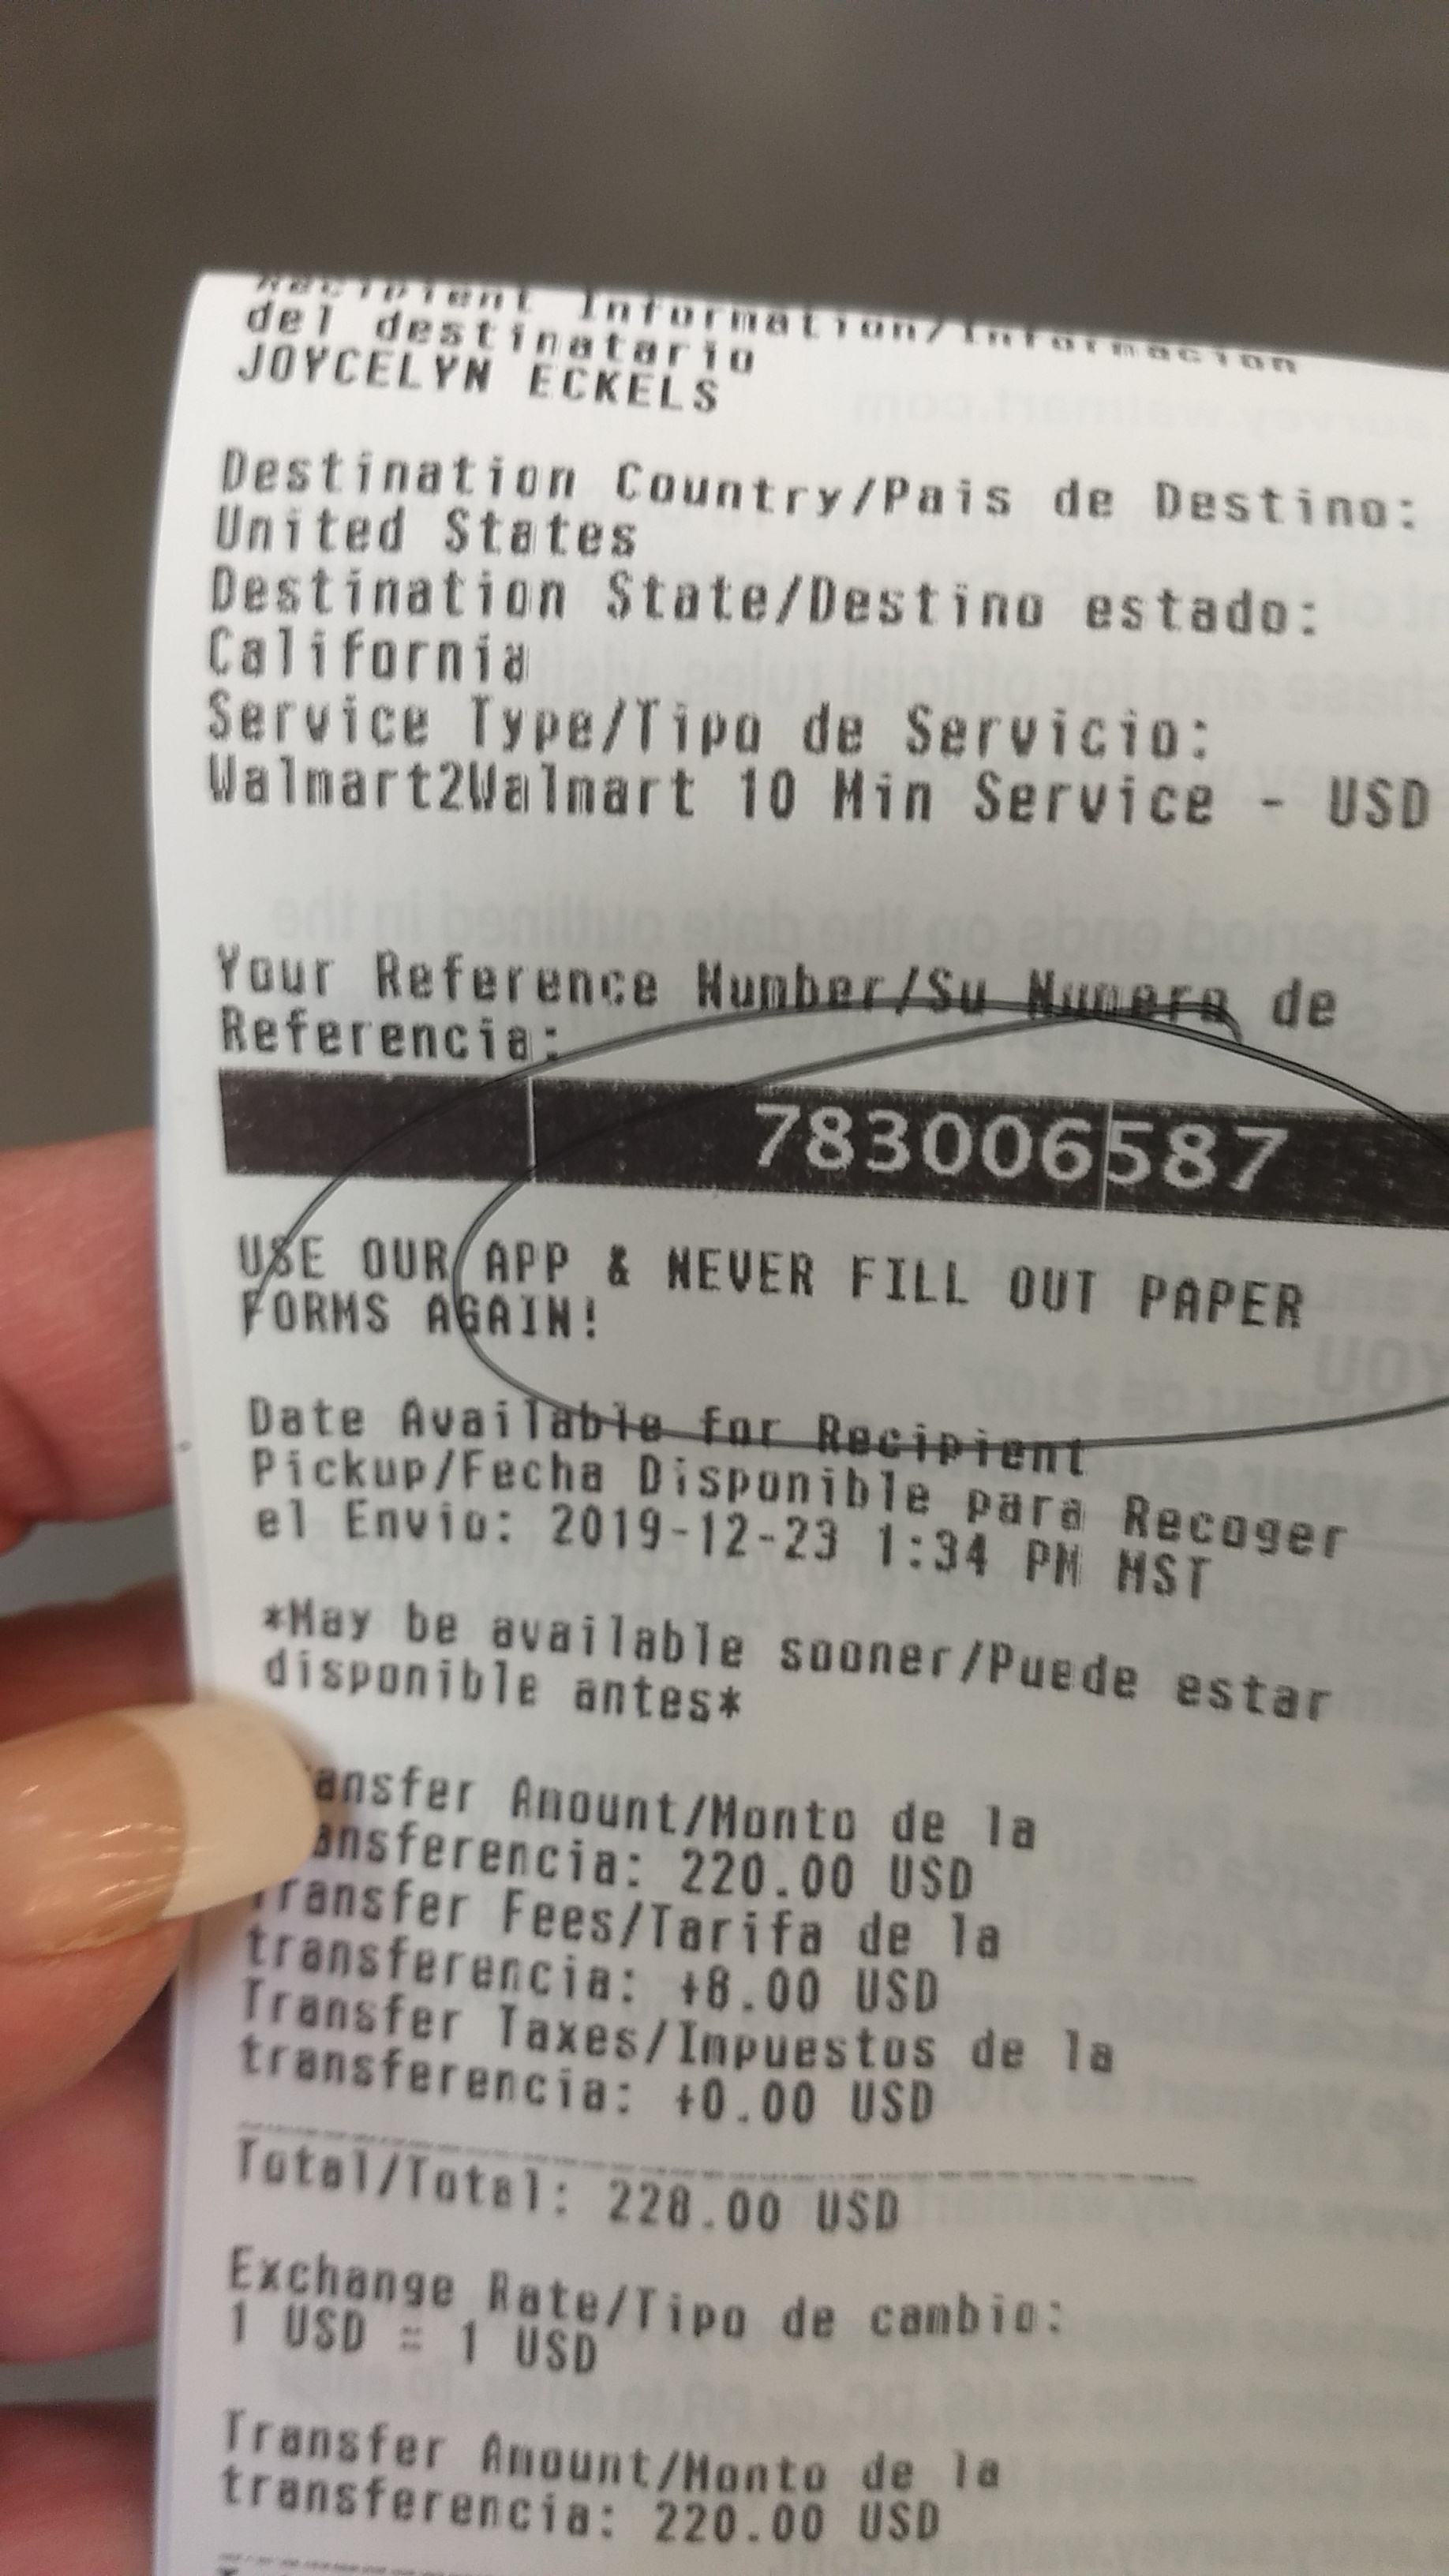 Recipient Information/Informacion
del destinatario
JOYCELYN ECKELS
Destination Country/Pais de Destino:
United States
Destination State/Destino estado:
California
Service Type/Tipo de Servicio:
Walmart2Walmart 10 Min Service - USD
Your Reference Number/Su Numero de
Referencia:
783006587
USE OUR APP & NEVER FILL OUT PAPER
FORMS AGAIN!
Date Available for Recipient
Pickup/Fecha Disponible para Recoger
el Envio: 2019-12-23 1:34 PM MST
*May be available sooner/Puede estar
disponible antes*
ansfer Amount/Monto de la
ansferencia: 220.00 USD
Transfer Fees/Tarifa de la
transferencia: +8.00 USD
Transfer Taxes/Impuestos de la
transferencia: +0.00 USD
Total/Total: 228.00 USD
Exchange Rate/Tipo de cambio:
1 USD = 1 USD
Transfer Amount/Monto de la
transferencia: 220.00 USD